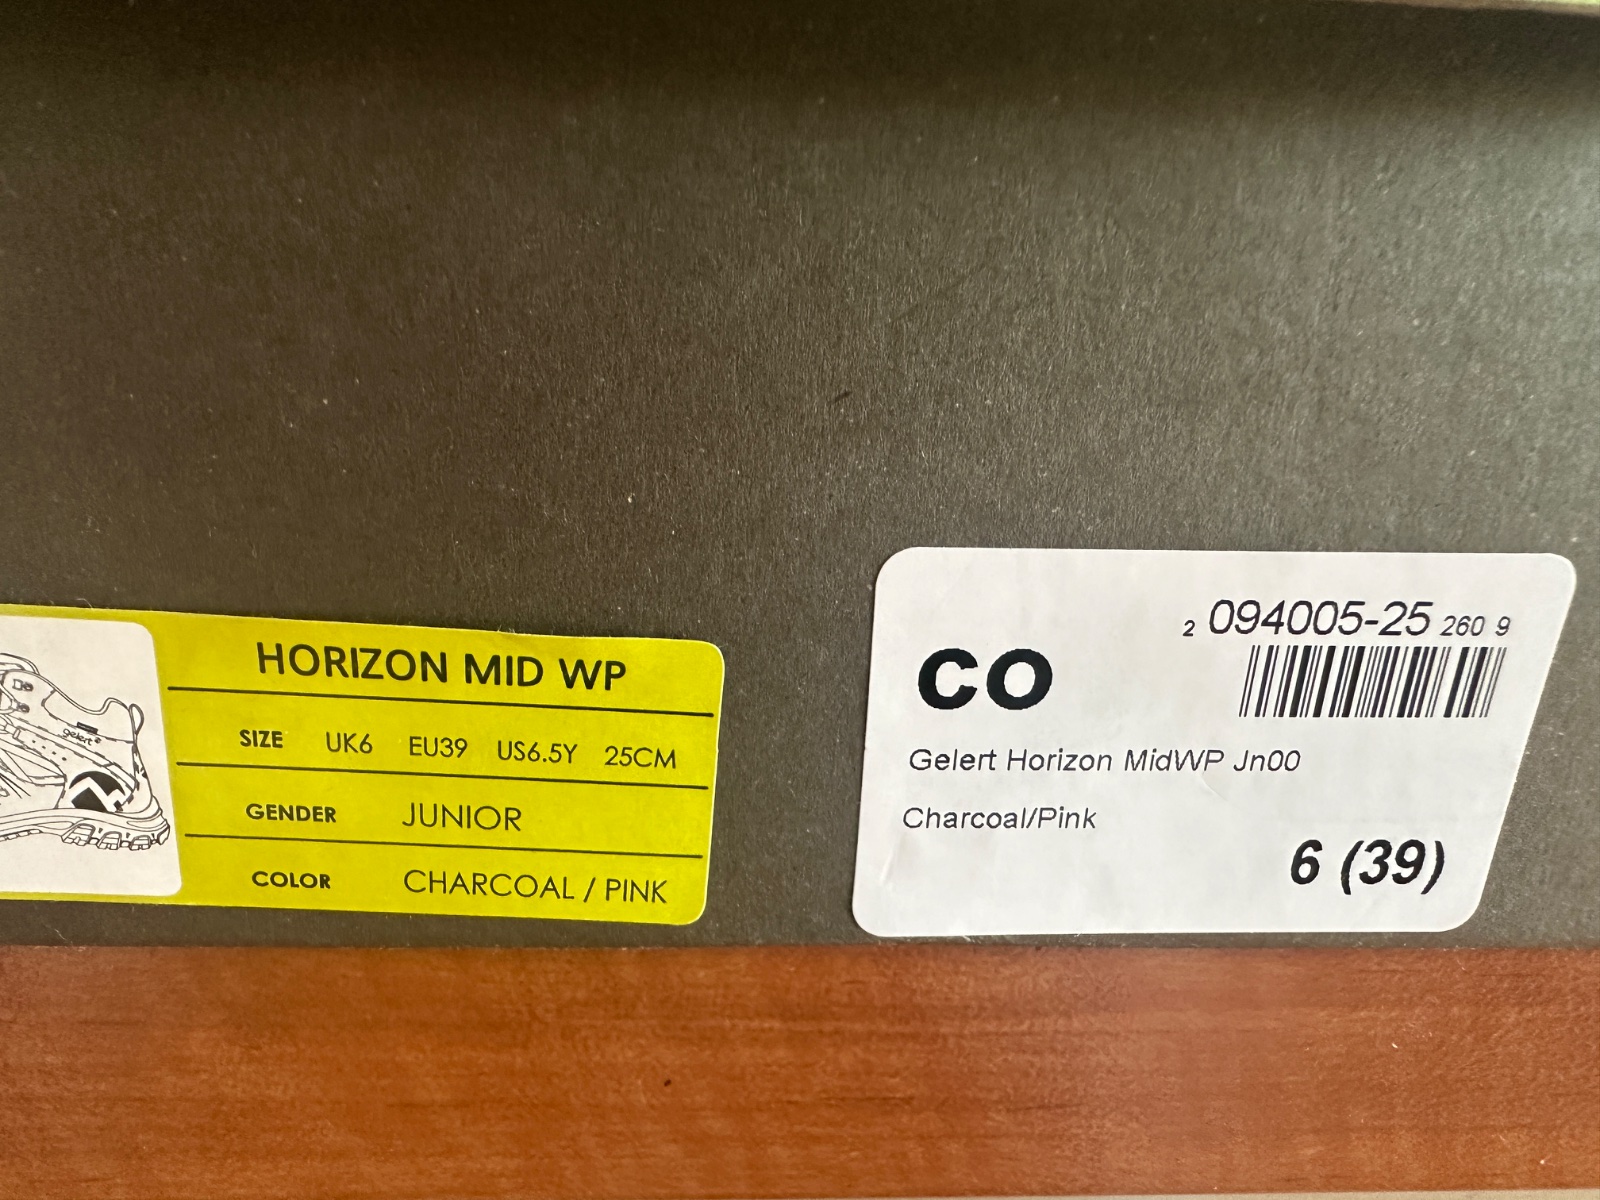 HORIZON MID WP
SIZE UK6 EU39 US6.5Y 25CM
GENDER JUNIOR
COLOR CHARCOAL / PINK
gelert®
2 094005-25 260 9
CO
Gelert Horizon MidWP Jn00
Charcoal/Pink
6 (39)